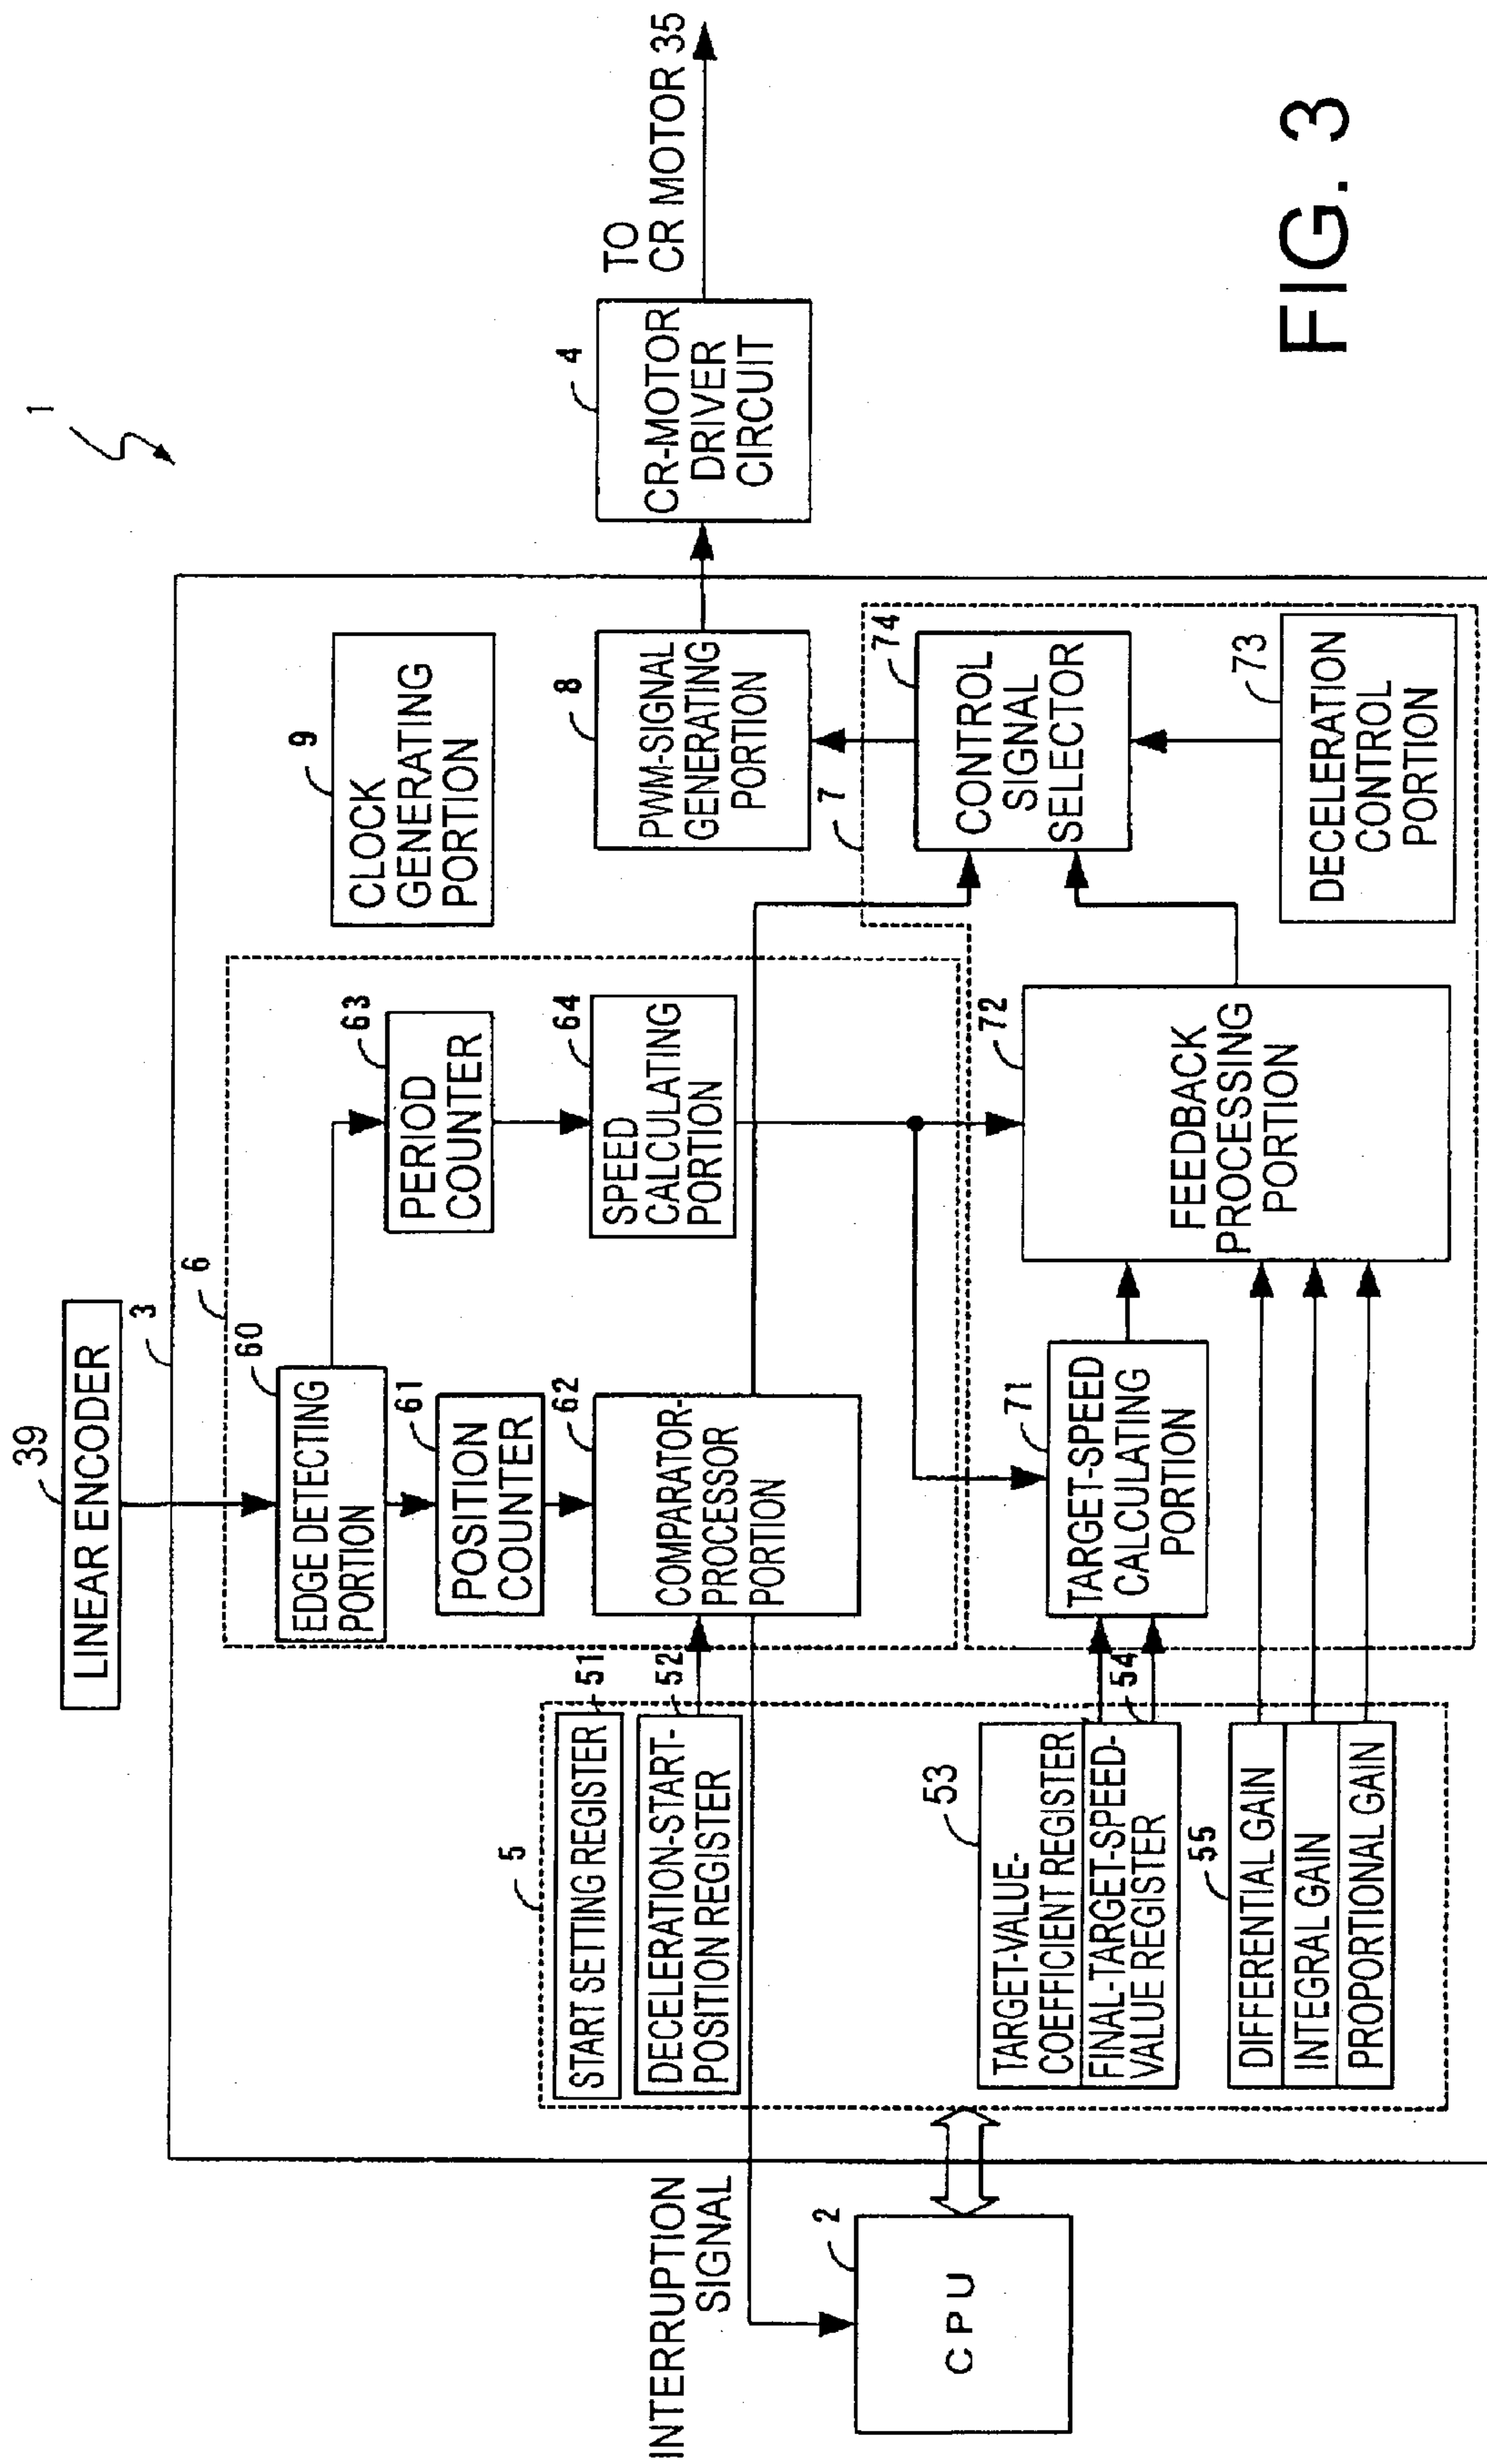 1
39
LINEAR ENCODER
3
6
60
EDGE DETECTING
PORTION
61
POSITION
COUNTER
62
COMPARATOR-
PROCESSOR
PORTION
63
PERIOD
COUNTER
64
SPEED
CALCULATING
PORTION
9
CLOCK
GENERATING
PORTION
8
PWM-SIGNAL
GENERATING
PORTION
4
CR-MOTOR
DRIVER
CIRCUIT
TO
CR MOTOR 35
INTERRUPTION
SIGNAL
2
CPU
5
START SETTING REGISTER
51
DECELERATION-START-
POSITION REGISTER
52
53
TARGET-VALUE-
COEFFICIENT REGISTER
FINAL-TARGET-SPEED-
VALUE REGISTER
54
55
DIFFERENTIAL GAIN
INTEGRAL GAIN
PROPORTIONAL GAIN
7
71
TARGET-SPEED
CALCULATING
PORTION
72
FEEDBACK
PROCESSING
PORTION
74
CONTROL
SIGNAL
SELECTOR
73
DECELERATION
CONTROL
PORTION
FIG. 3